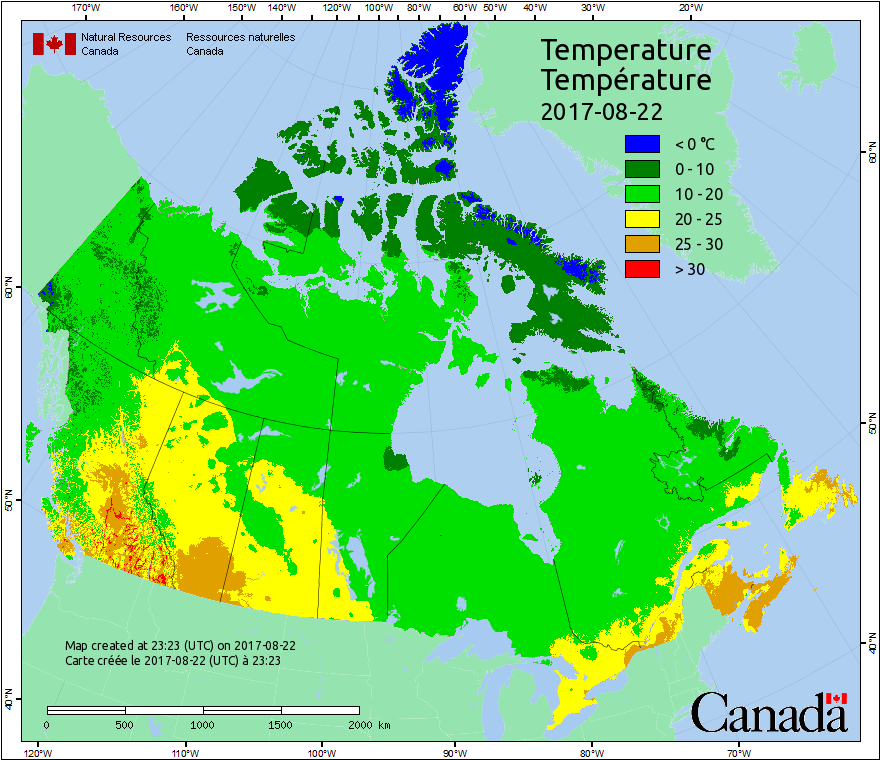 170°W 160°W 150°W 140°W 130°W 120°W 110°W 100°W 80°W 60°W 50°W 40°W 30°W 20°W
Natural Resources Ressources naturelles
Canada Canada
Temperature
Température
2017-08-22
< 0 °C
0 - 10
10 - 20
20 - 25
25 - 30
> 30
60°N
60°N
50°N
50°N
40°N
40°N
Map created at 23:23 (UTC) on 2017-08-22
Carte créée le 2017-08-22 (UTC) à 23:23
0 500 1000 1500 2000 km
Canada
120°W 110°W 100°W 90°W 80°W 70°W